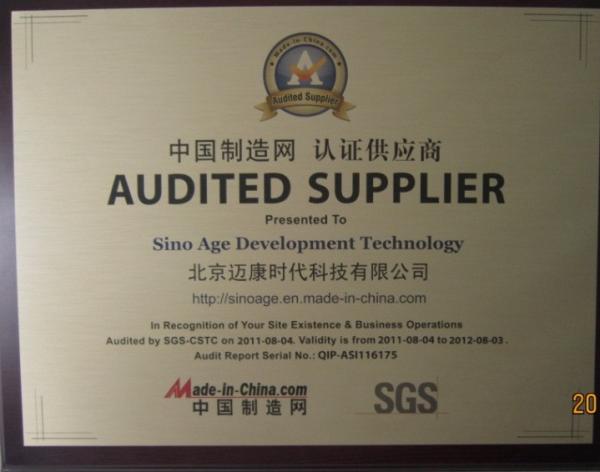 Made-in-China.com
Audited Supplier
中国制造网 认证供应商
AUDITED SUPPLIER
Presented To
Sino Age Development Technology
北京迈康时代科技有限公司
http://sinoage.en.made-in-china.com
In Recognition of Your Site Existence & Business Operations
Audited by SGS-CSTC on 2011-08-04. Validity is from 2011-08-04 to 2012-08-03 .
Audit Report Serial No.: QIP-ASI116175
Made-in-China.com
中国制造网
SGS
20